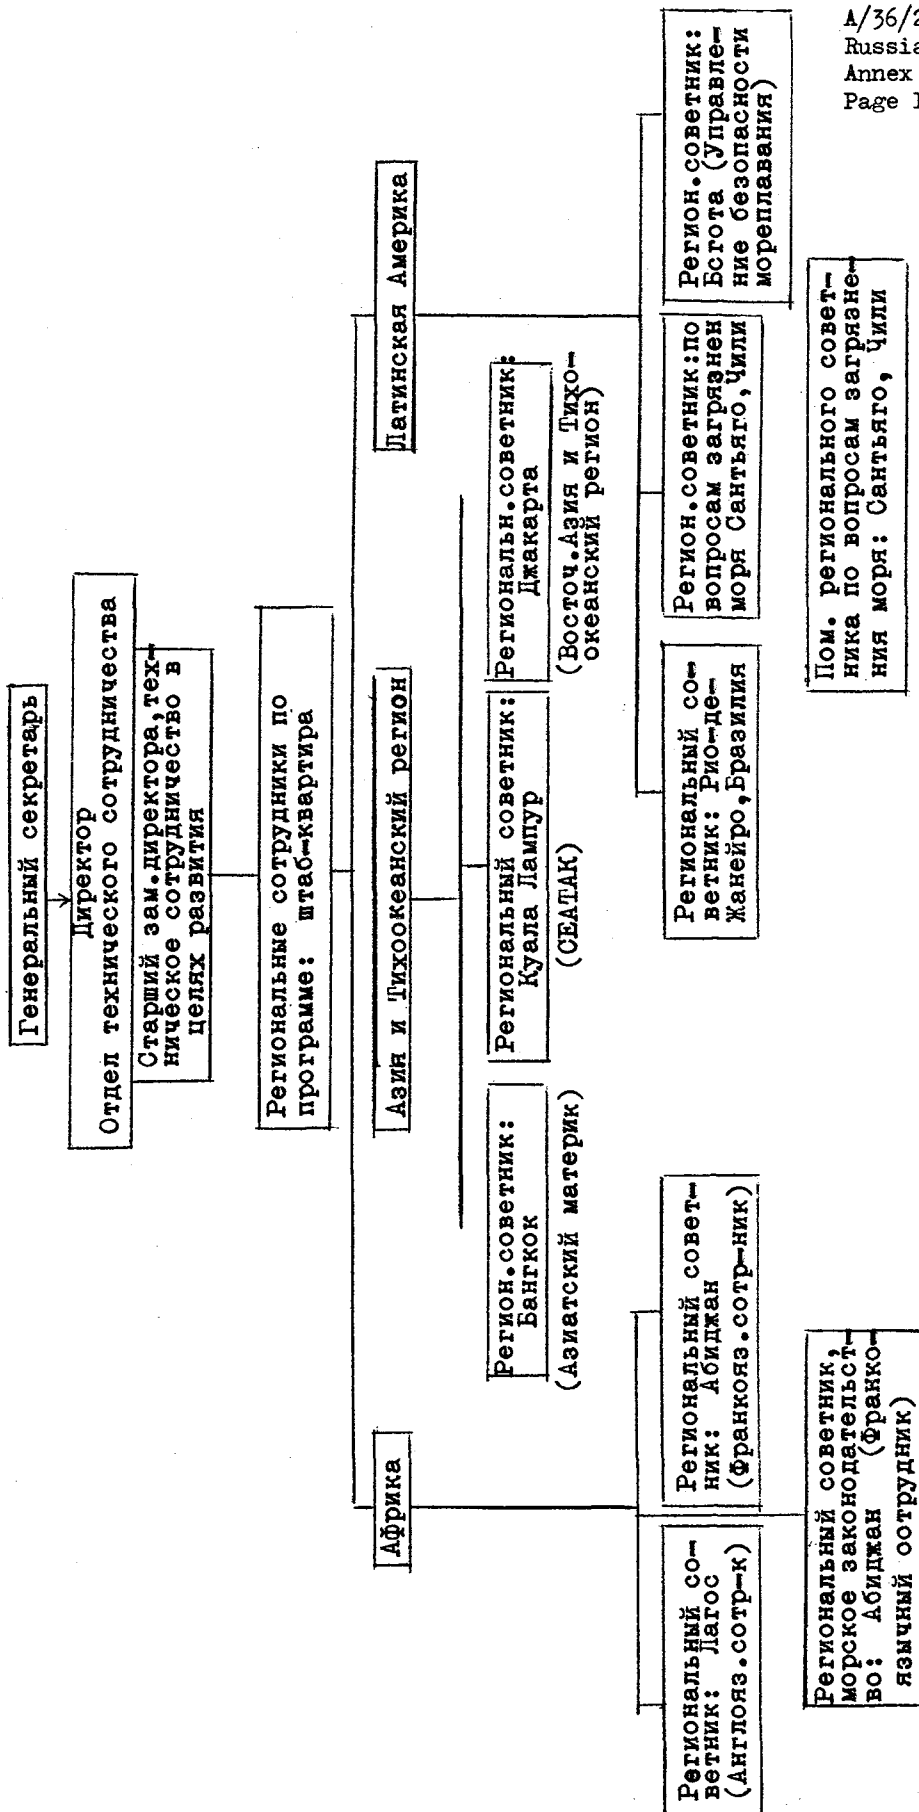 A/36/2
Russia
Annex
Page I
Генеральный секретарь
Директор
Отдел технического сотрудничества
Старший зам.директора,тех-
ническое сотрудничество в
целях развития
Региональные сотрудники по
программе: штаб-квартира
Африка
Азия и Тихоокеанский регион
Латинская Америка
Регион.советник:
Бангкок
(Азиатский материк)
Региональный советник:
Куала Лампур
(СЕАТАК)
Региональн.советник:
Джакарта
(Восточ.Азия и Тихо-
океанский регион)
Региональный со-
ветник: Лагос
(Англояз.сотр-к)
Региональный совет-
ник: Абиджан
(Франкояз.сотр-ник)
Региональный советник,
морское законодательст-
во: Абиджан (Франко-
язычный сотрудник)
Региональный со-
ветник: Рио-де-
Жанейро,Бразилия
Регион.советник:по
вопросам загрязнен
моря Сантьяго,Чили
Регион.советник:
Бсгота (Управле-
ние безопасности
мореплавания)
Пом. регионального совет-
ника по вопросам загрязне-
ния моря: Сантьяго, Чили